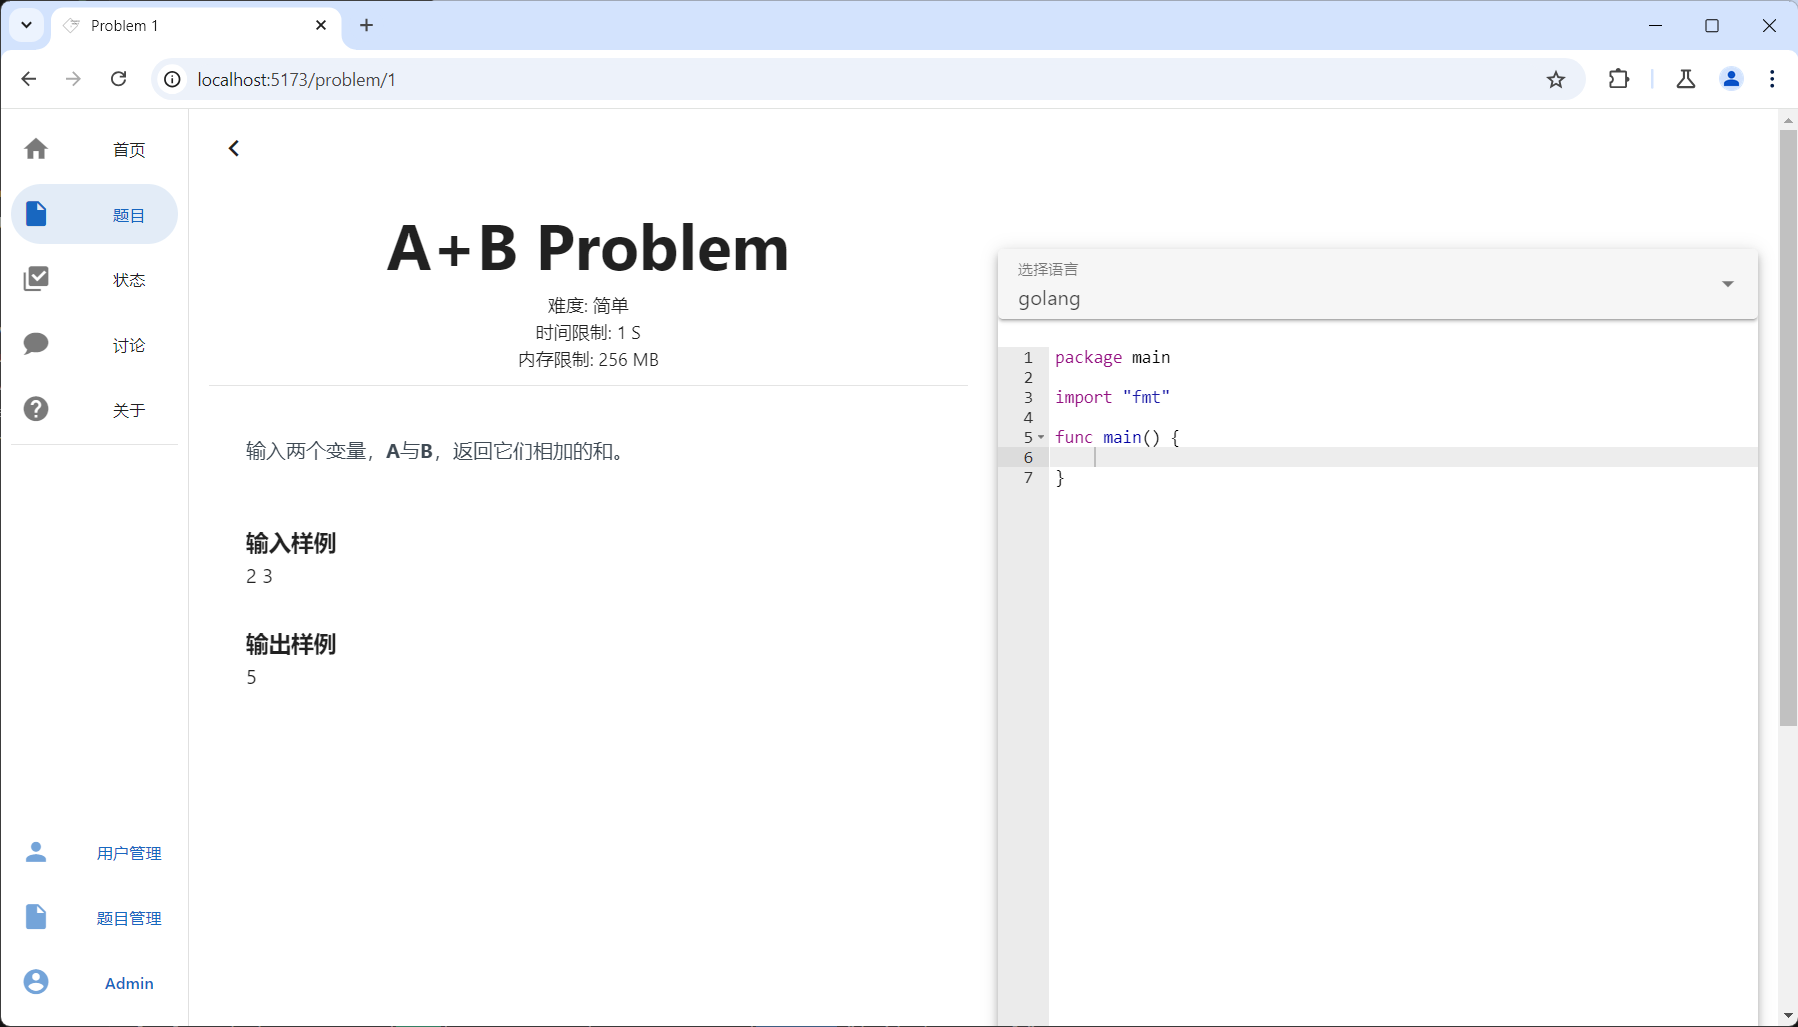 Problem 1
localhost:5173/problem/1
首页
题目
状态
讨论
关于
用户管理
题目管理
Admin
A+B Problem
难度: 简单
时间限制: 1 S
内存限制: 256 MB
输入两个变量，A与B，返回它们相加的和。
输入样例
2 3
输出样例
5
选择语言
golang
1 package main
2
3 import "fmt"
4
5 func main() {
6
7 }